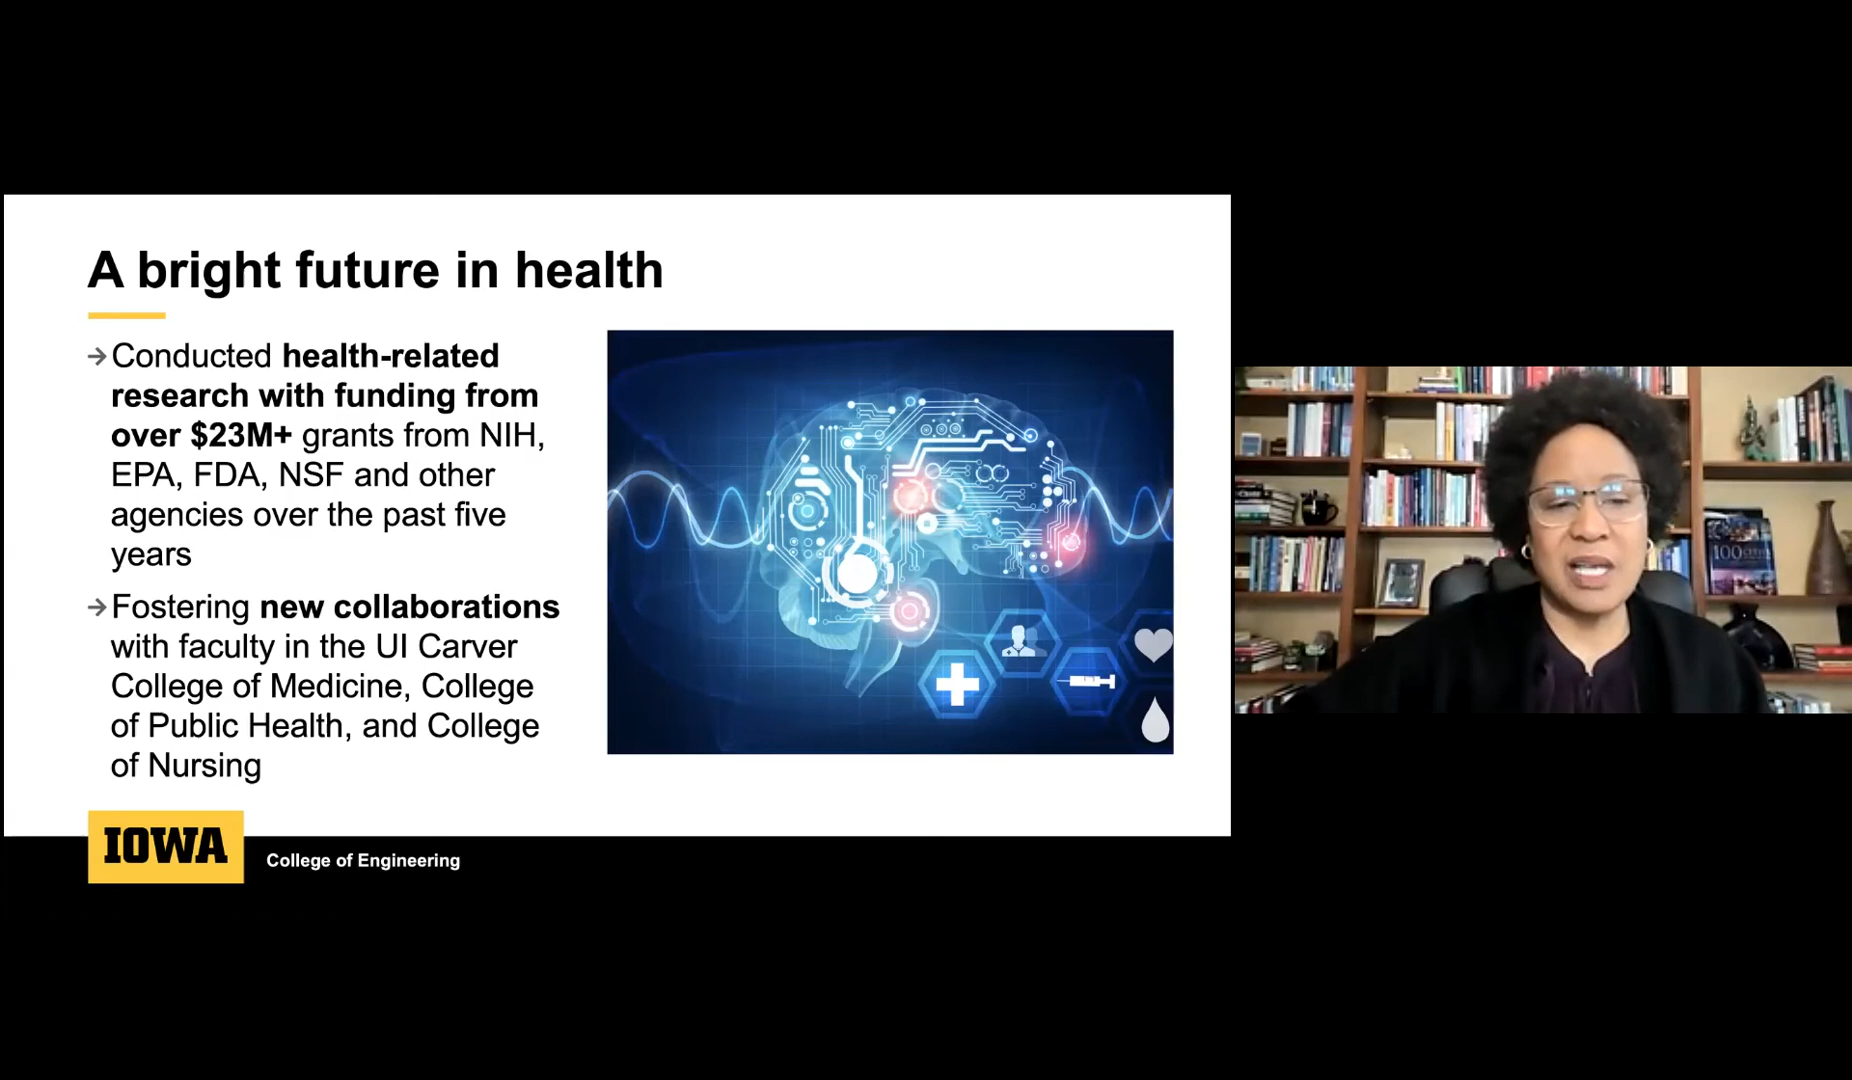 A bright future in health
→Conducted health-related
research with funding from
over $23M+ grants from NIH,
EPA, FDA, NSF and other
agencies over the past five
years
→Fostering new collaborations
with faculty in the UI Carver
College of Medicine, College
of Public Health, and College
of Nursing
IOWA
College of Engineering
100